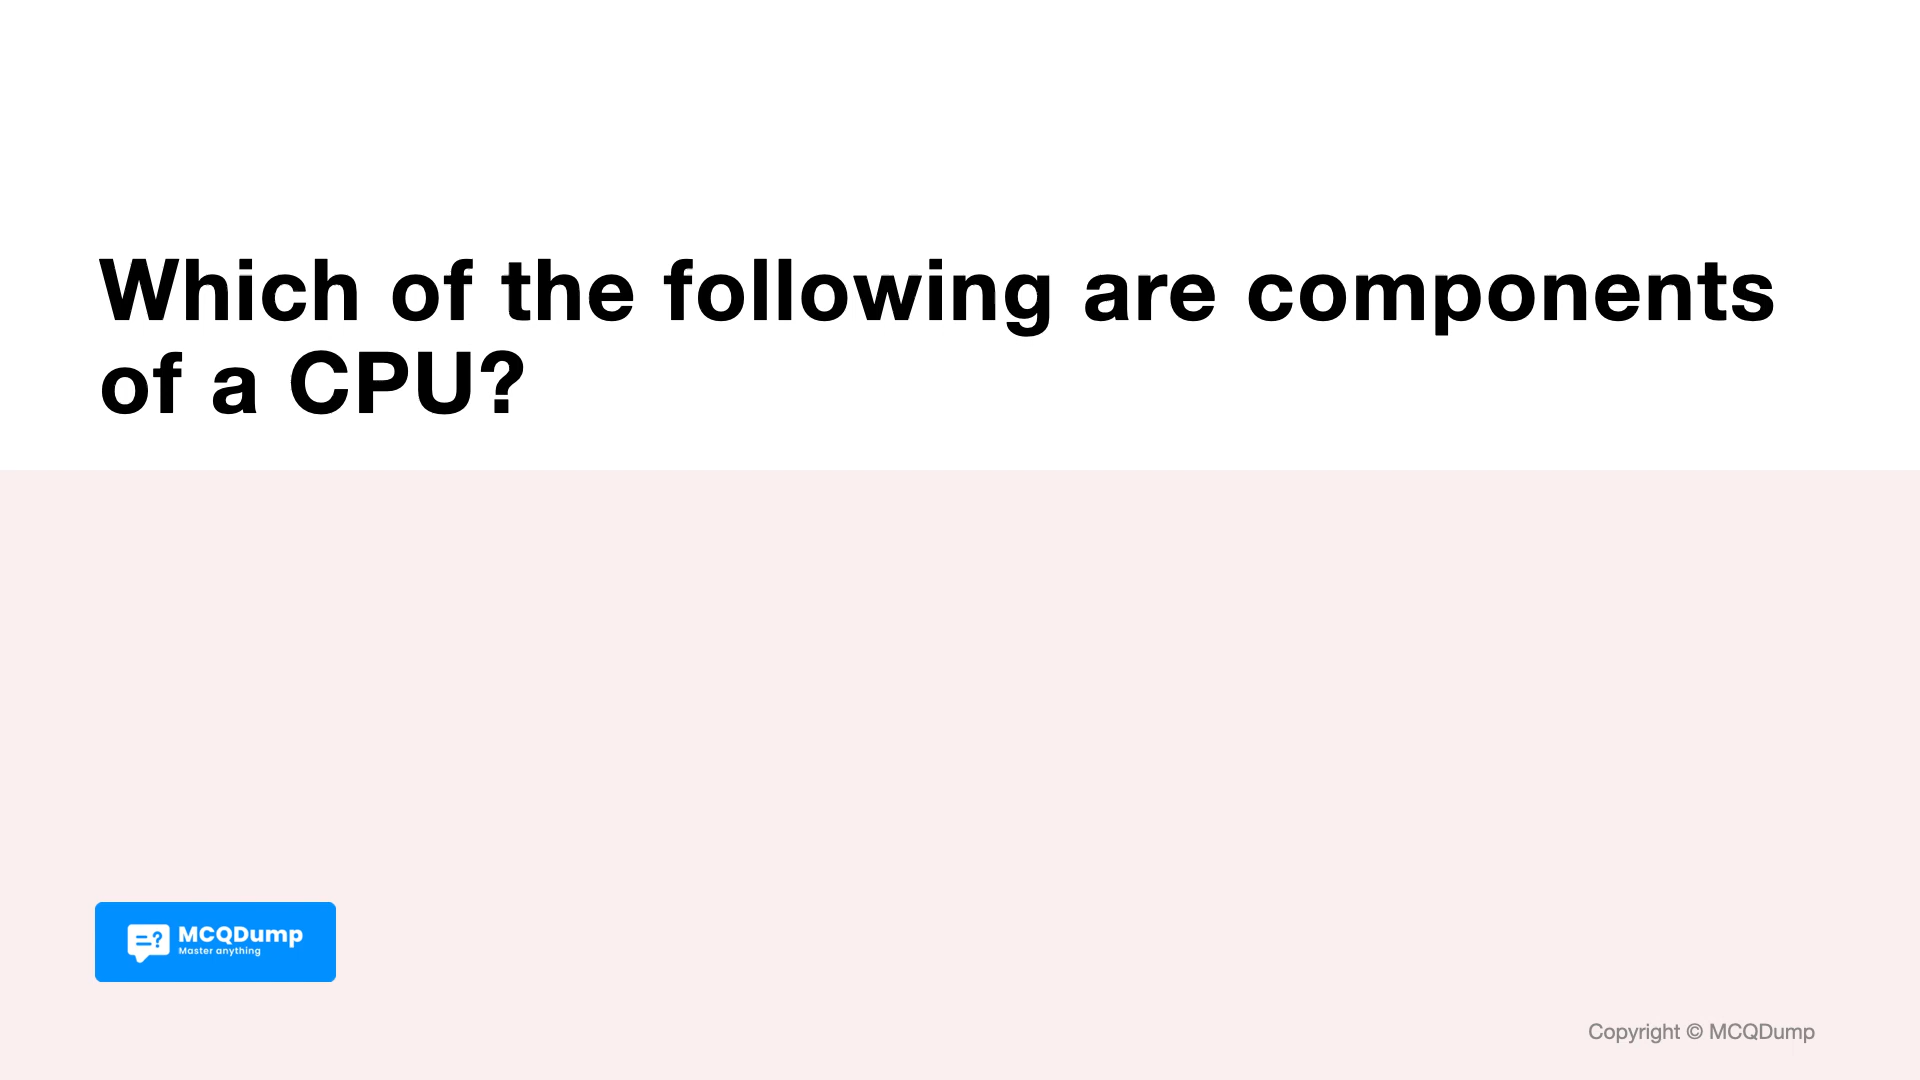 Which of the following are components
of a CPU?
=?
MCQDump
Master anything
Copyright © MCQDump